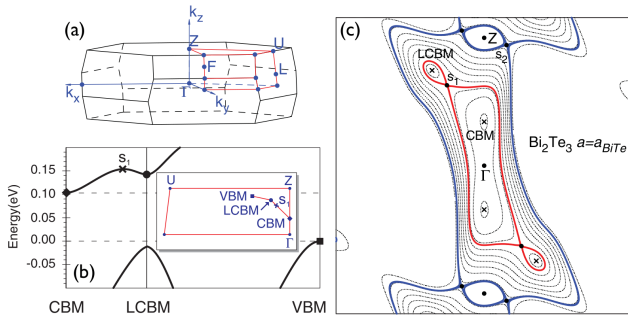 (a)
k_z
Z
U
F
L
Γ
k_x
k_y
Energy(eV)
0.15
0.10
0.05
0.00
-0.05
S_1
U
Z
VBM
LCBM
S_1
CBM
Γ
(b)
CBM
LCBM
VBM
(c)
Z
LCBM
S_2
S_1
CBM
Γ
Bi_2Te_3 a=a_BiTe